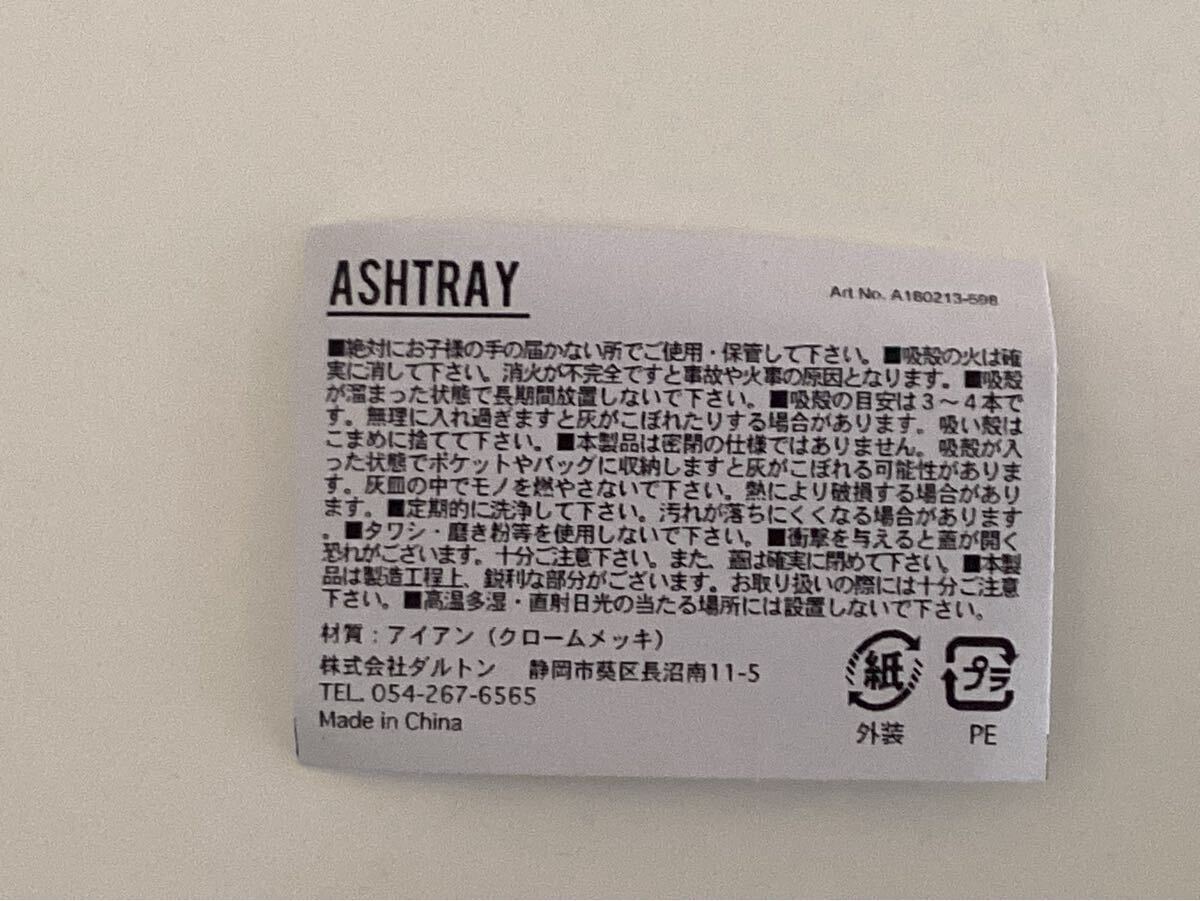 ASHTRAY
Art No. A180213-598
■絶対にお子様の手の届かない所でご使用・保管して下さい。■吸殻の火は確
実に消して下さい。消火が不完全ですと事故や火事の原因となります。■吸殻
が溜まった状態で長期間放置しないで下さい。■吸殻の目安は3〜4本で
す。無理に入れ過ぎますと灰がこぼれたりする場合があります。吸い殻は
こまめに捨てて下さい。■本製品は密閉の仕様ではありません。吸殻が入
った状態でポケットやバッグに収納しますと灰がこぼれる可能性がありま
す。灰皿の中でモノを燃やさないで下さい。熱により破損する場合があり
ます。■定期的に洗浄して下さい。汚れが落ちにくくなる場合があります
。■タワシ・磨き粉等を使用しないで下さい。■衝撃を与えると蓋が開く
恐れがございます。十分ご注意下さい。また、蓋は確実に閉めて下さい。■本製
品は製造工程上、鋭利な部分がございます。お取り扱いの際には十分ご注意
下さい。■高温多湿・直射日光の当たる場所には設置しないで下さい。
材質：アイアン（クロームメッキ）
株式会社ダルトン 静岡市葵区長沼南11-5
TEL. 054-267-6565
Made in China
紙 プラ
外装 PE